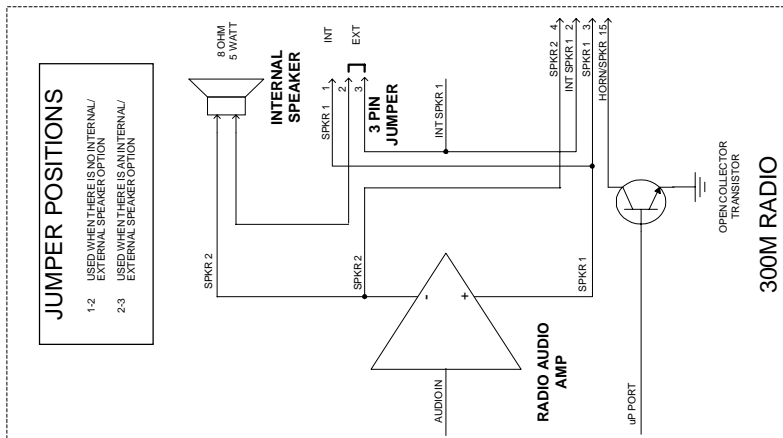 JUMPER POSITIONS
1-2 USED WHEN THERE IS NO INTERNAL/
EXTERNAL SPEAKER OPTION
2-3 USED WHEN THERE IS AN INTERNAL/
EXTERNAL SPEAKER OPTION
8 OHM
5 WATT
INTERNAL
SPEAKER
INT
EXT
SPKR 1
1
2
3
3 PIN
JUMPER
INT SPKR 1
SPKR 2 4
INT SPKR 1 2
SPKR 1 3
HORN/SPKR 15
SPKR 2
SPKR 2
SPKR 1
-
+
AUDIO IN
RADIO AUDIO
AMP
OPEN COLLECTOR
TRANSISTOR
uP PORT
300M RADIO